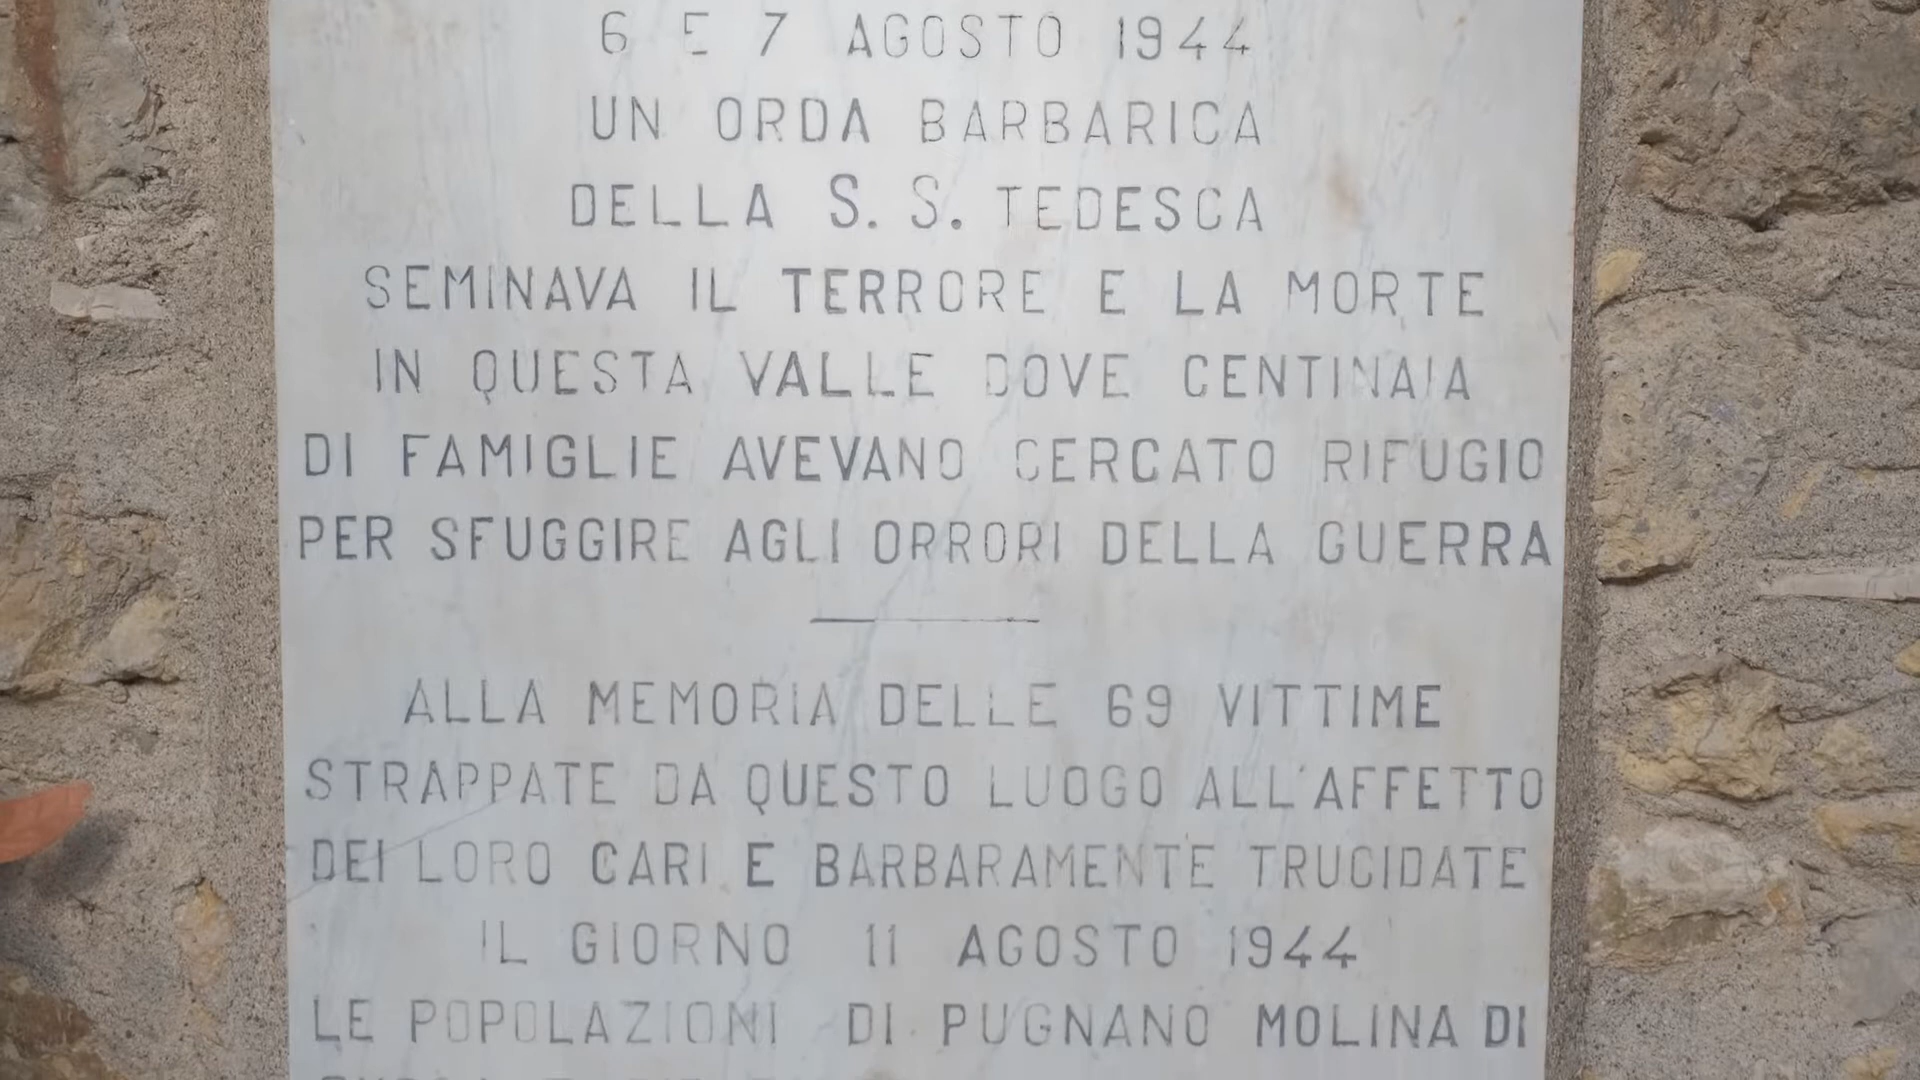 6 E 7 AGOSTO 1944
UN ORDA BARBARICA
DELLA S. S. TEDESCA
SEMINAVA IL TERRORE E LA MORTE
IN QUESTA VALLE DOVE CENTINAIA
DI FAMIGLIE AVEVANO CERCATO RIFUGIO
PER SFUGGIRE AGLI ORRORI DELLA GUERRA
ALLA MEMORIA DELLE 69 VITTIME
STRAPPATE DA QUESTO LUOGO ALL'AFFETTO
DEI LORO CARI E BARBARAMENTE TRUCIDATE
IL GIORNO 11 AGOSTO 1944
LE POPOLAZIONI DI PUGNANO MOLINA DI